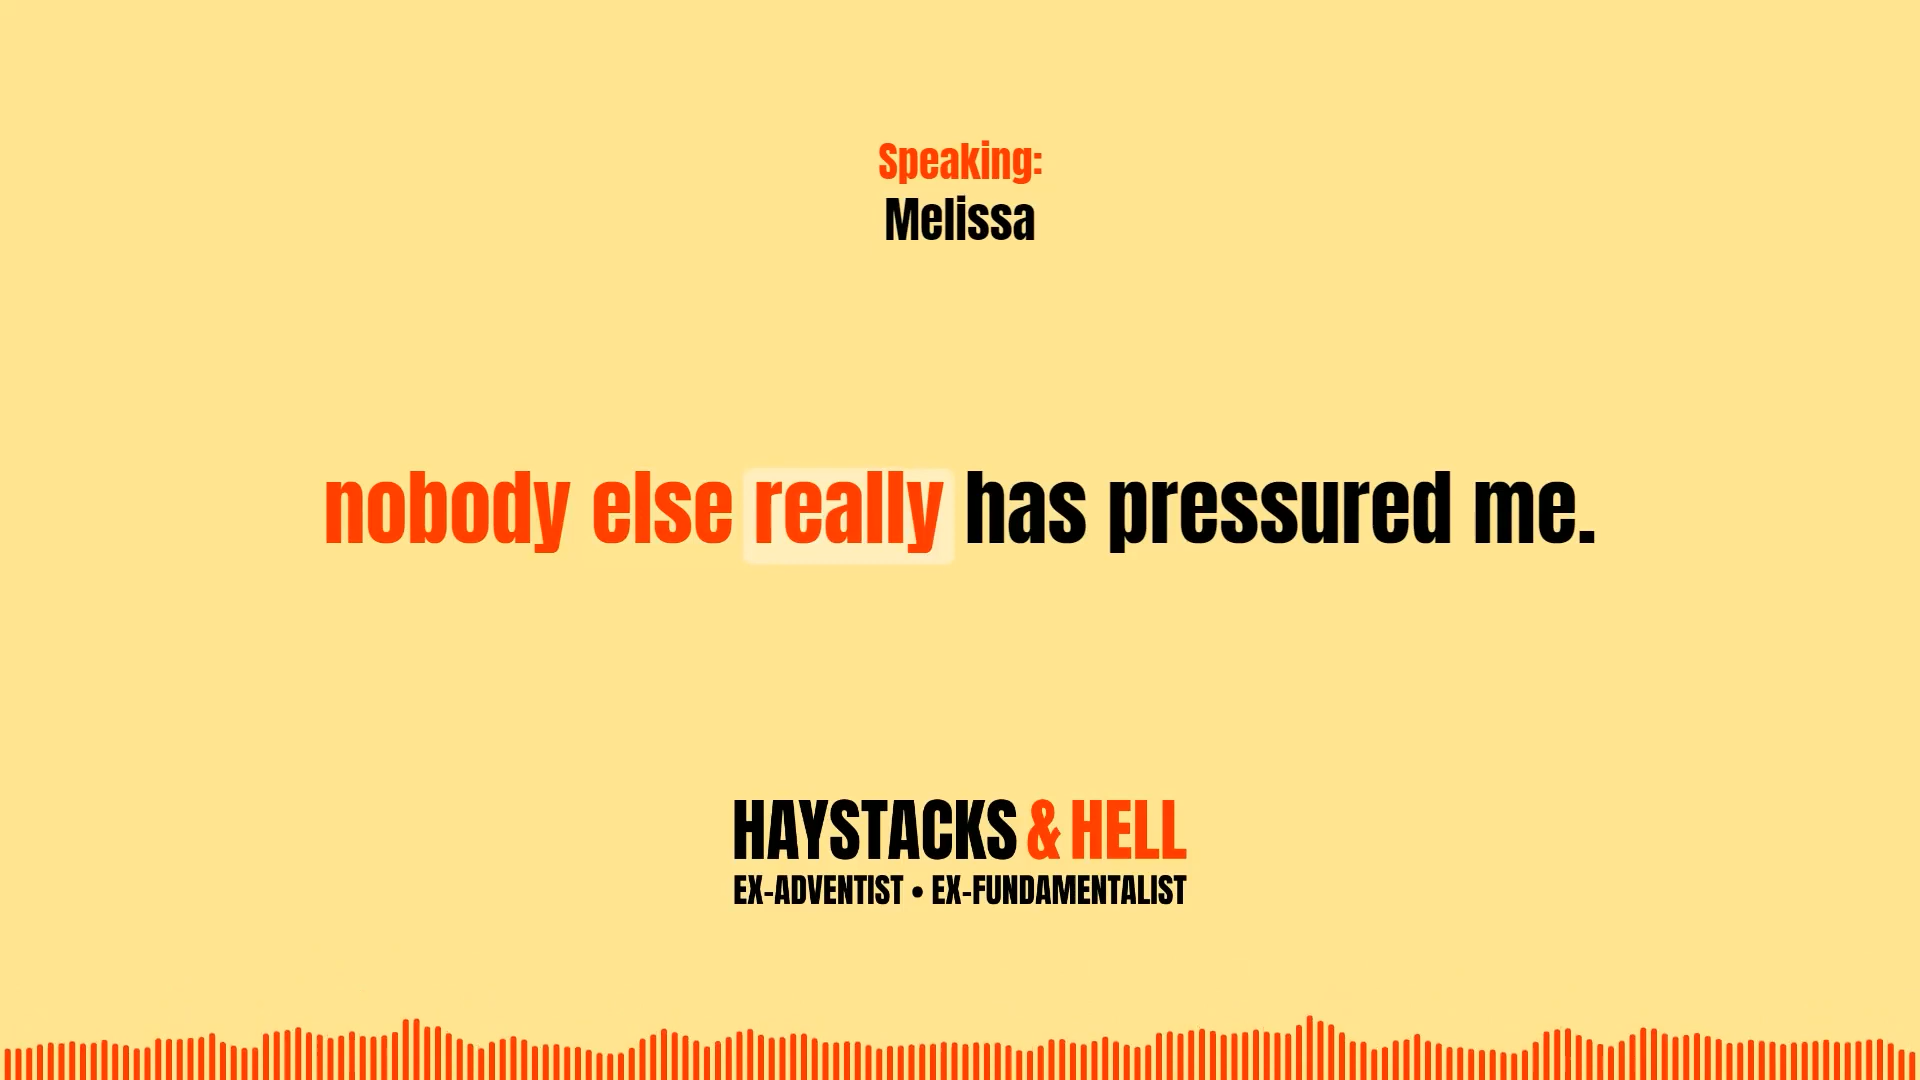 Speaking:
Melissa
nobody else really has pressured me.
HAYSTACKS & HELL
EX-ADVENTIST • EX-FUNDAMENTALIST